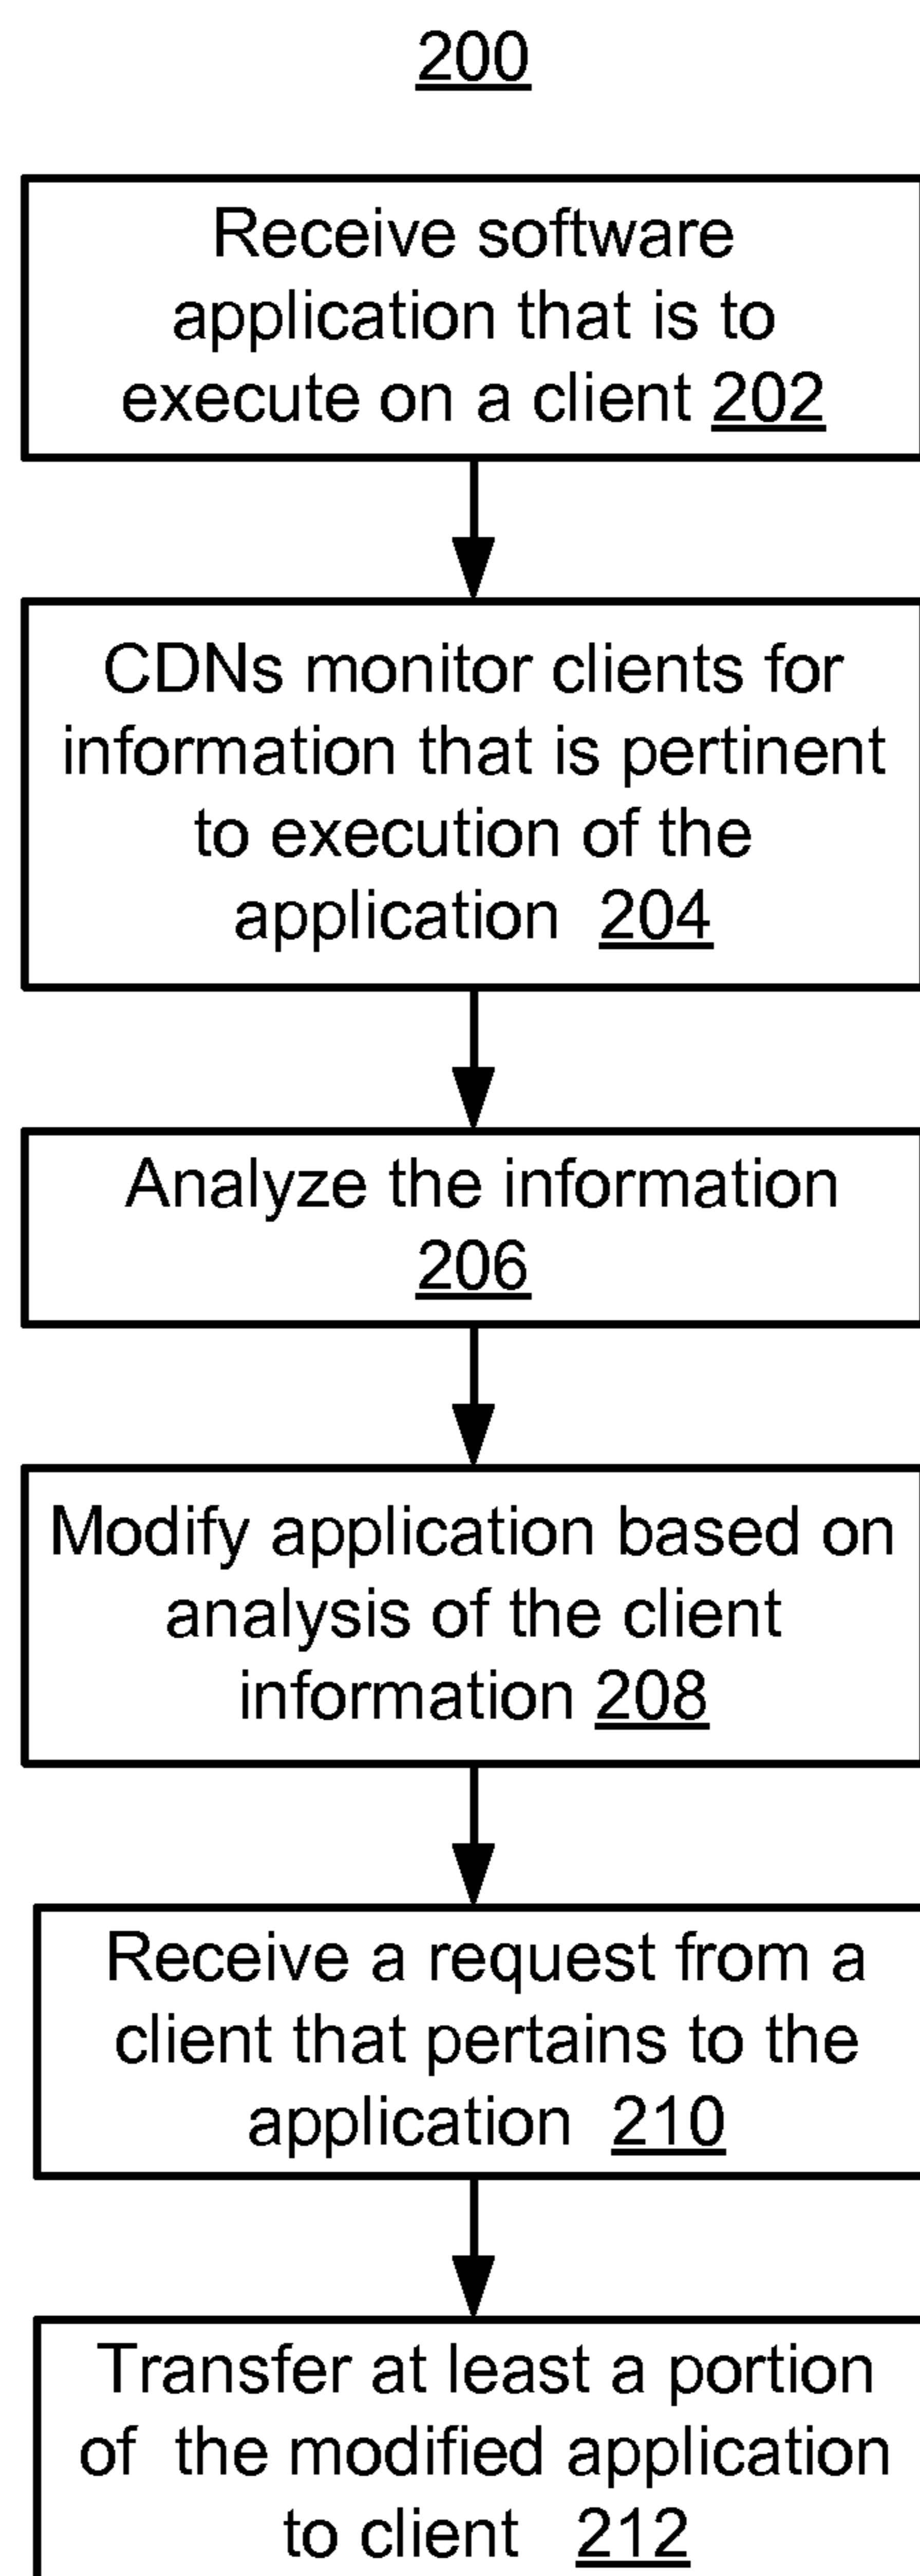 200
Receive software
application that is to
execute on a client 202
CDNs monitor clients for
information that is pertinent
to execution of the
application 204
Analyze the information
206
Modify application based on
analysis of the client
information 208
Receive a request from a
client that pertains to the
application 210
Transfer at least a portion
of the modified application
to client 212